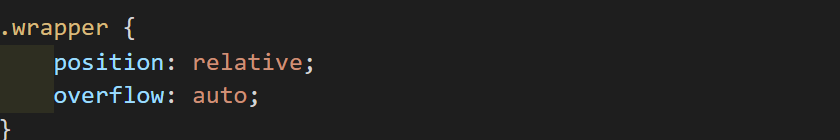 .wrapper {
    position: relative;
    overflow: auto;
}